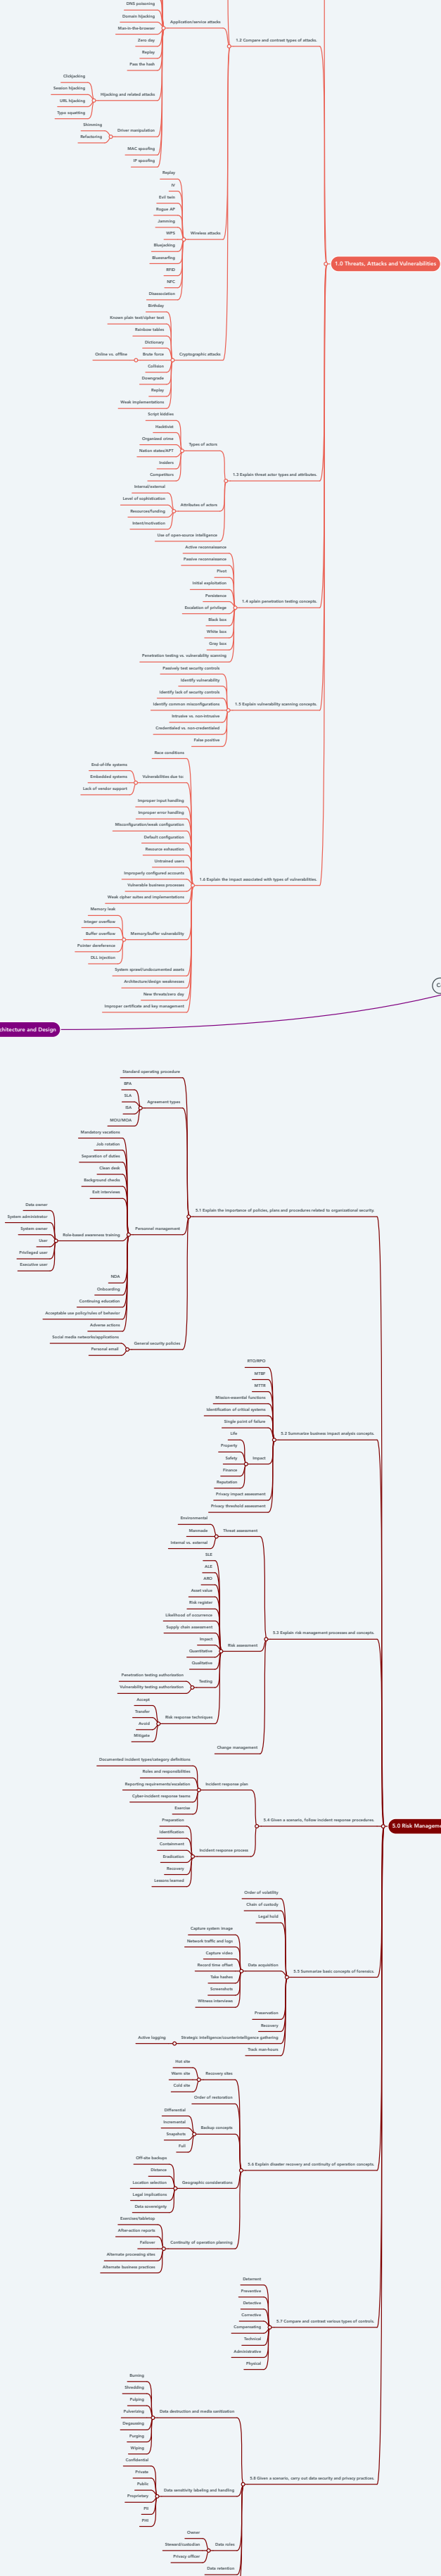 DNS poisoning
Domain hijacking
Man-in-the-browser
Zero day
Replay
Pass the hash
Application/service attacks
1.2 Compare and contrast types of attacks.
Clickjacking
Session hijacking
URL hijacking
Typo squatting
Hijacking and related attacks
Shimming
Refactoring
Driver manipulation
MAC spoofing
IP spoofing
Replay
IV
Evil twin
Rogue AP
Jamming
WPS
Bluejacking
Bluesnarfing
RFID
NFC
Disassociation
Wireless attacks
1.0 Threats, Attacks and Vulnerabilities
Birthday
Known plain text/cipher text
Rainbow tables
Dictionary
Online vs. offline
Brute force
Collision
Downgrade
Replay
Weak implementations
Cryptographic attacks
Script kiddies
Hacktivist
Organized crime
Nation states/APT
Insiders
Competitors
Types of actors
1.3 Explain threat actor types and attributes.
Internal/external
Level of sophistication
Resources/funding
Intent/motivation
Attributes of actors
Use of open-source intelligence
Active reconnaissance
Passive reconnaissance
Pivot
Initial exploitation
Persistence
Escalation of privilege
Black box
White box
Gray box
Penetration testing vs. vulnerability scanning
1.4 xplain penetration testing concepts.
Passively test security controls
Identify vulnerability
Identify lack of security controls
Identify common misconfigurations
Intrusive vs. non-intrusive
Credentialed vs. non-credentialed
False positive
1.5 Explain vulnerability scanning concepts.
Race conditions
End-of-life systems
Embedded systems
Lack of vendor support
Vulnerabilities due to:
Improper input handling
Improper error handling
Misconfiguration/weak configuration
Default configuration
Resource exhaustion
Untrained users
Improperly configured accounts
Vulnerable business processes
Weak cipher suites and implementations
1.6 Explain the impact associated with types of vulnerabilities.
Memory leak
Integer overflow
Buffer overflow
Pointer dereference
DLL injection
Memory/buffer vulnerability
System sprawl/undocumented assets
Architecture/design weaknesses
New threats/zero day
Improper certificate and key management
C
chitecture and Design
Standard operating procedure
BPA
SLA
ISA
MOU/MOA
Agreement types
Mandatory vacations
Job rotation
Separation of duties
Clean desk
Background checks
Exit interviews
Data owner
System administrator
System owner
User
Privileged user
Executive user
Role-based awareness training
Personnel management
5.1 Explain the importance of policies, plans and procedures related to organizational security.
NDA
Onboarding
Continuing education
Acceptable use policy/rules of behavior
Adverse actions
Social media networks/applications
Personal email
General security policies
RTO/RPO
MTBF
MTTR
Mission-essential functions
Identification of critical systems
Single point of failure
Life
Property
Safety
Finance
Reputation
Impact
Privacy impact assessment
Privacy threshold assessment
5.2 Summarize business impact analysis concepts.
Environmental
Manmade
Internal vs. external
Threat assessment
SLE
ALE
ARO
Asset value
Risk register
Likelihood of occurrence
Supply chain assessment
Impact
Quantitative
Qualitative
Risk assessment
5.3 Explain risk management processes and concepts.
Penetration testing authorization
Vulnerability testing authorization
Testing
Accept
Transfer
Avoid
Mitigate
Risk response techniques
Change management
Documented incident types/category definitions
Roles and responsibilities
Reporting requirements/escalation
Cyber-incident response teams
Exercise
Incident response plan
5.4 Given a scenario, follow incident response procedures.
5.0 Risk Manageme
Preparation
Identification
Containment
Eradication
Recovery
Lessons learned
Incident response process
Order of volatility
Chain of custody
Legal hold
Capture system image
Network traffic and logs
Capture video
Record time offset
Take hashes
Screenshots
Witness interviews
Data acquisition
5.5 Summarize basic concepts of forensics.
Preservation
Recovery
Active logging
Strategic intelligence/counterintelligence gathering
Track man-hours
Hot site
Warm site
Cold site
Recovery sites
Order of restoration
Differential
Incremental
Snapshots
Full
Backup concepts
Off-site backups
Distance
Location selection
Legal implications
Data sovereignty
Geographic considerations
5.6 Explain disaster recovery and continuity of operation concepts.
Exercises/tabletop
After-action reports
Failover
Alternate processing sites
Alternate business practices
Continuity of operation planning
Deterrent
Preventive
Detective
Corrective
Compensating
Technical
Administrative
Physical
5.7 Compare and contrast various types of controls.
Burning
Shredding
Pulping
Pulverizing
Degaussing
Purging
Wiping
Data destruction and media sanitization
Confidential
Private
Public
Proprietary
PII
PHI
Data sensitivity labeling and handling
5.8 Given a scenario, carry out data security and privacy practices.
Owner
Steward/custodian
Privacy officer
Data roles
Data retention